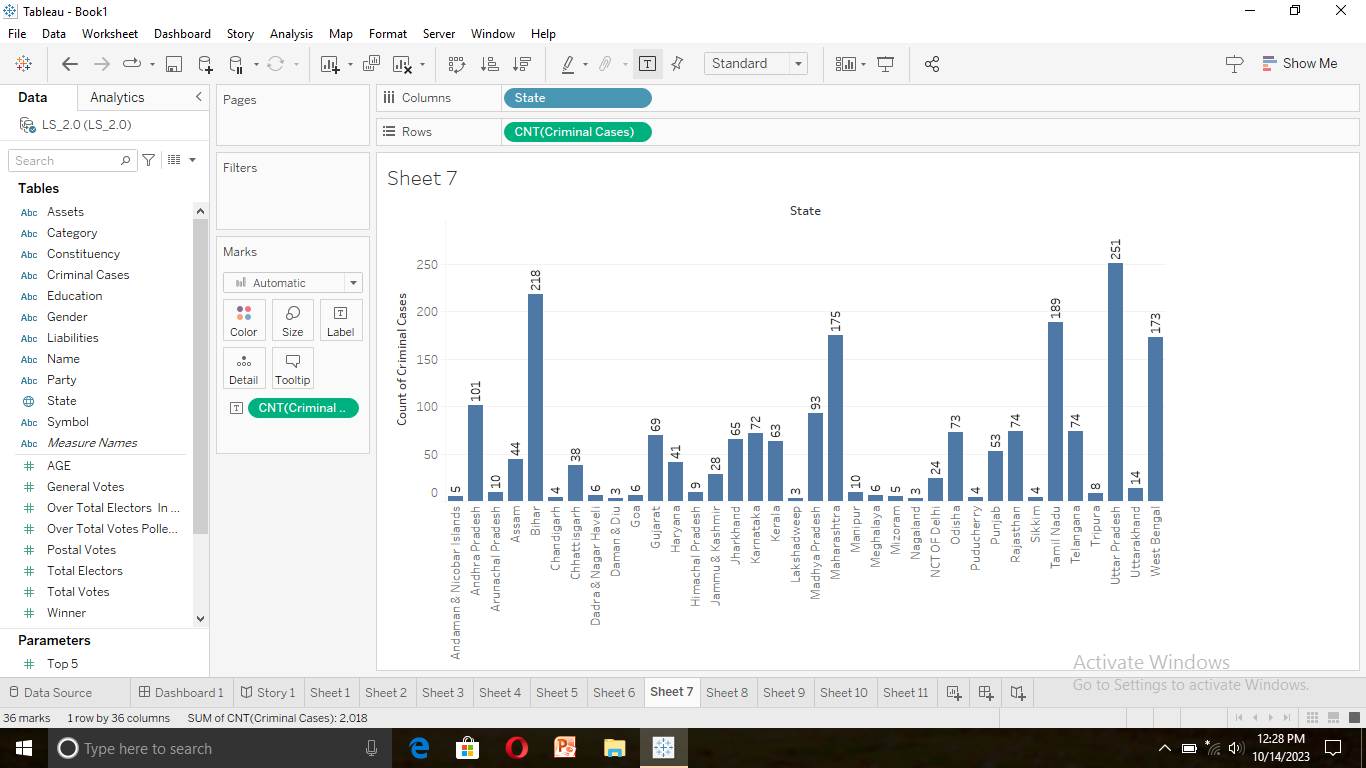 Tableau - Book1
File Data Worksheet Dashboard Story Analysis Map Format Server Window Help
Standard
Show Me
Data Analytics
LS_2.0 (LS_2.0)
Search
Tables
Abc Assets
Abc Category
Abc Constituency
Abc Criminal Cases
Abc Education
Abc Gender
Abc Liabilities
Abc Name
Abc Party
State
Abc Symbol
Abc Measure Names
AGE
General Votes
Over Total Electors In ...
Over Total Votes Polle...
Postal Votes
Total Electors
Total Votes
Winner
Parameters
Top 5
Pages
Filters
Marks
Automatic
Color Size Label
Detail Tooltip
CNT(Criminal ..
Columns State
Rows CNT(Criminal Cases)
Sheet 7
State
Count of Criminal Cases
250
200
150
100
50
0
5 101 10 44 218 4 38 6 3 6 69 41 9 28 65 72 63 3 93 175 10 6 5 3 24 73 4 53 74 4 189 74 8 251 14 173
Andaman & Nicobar Islands
Andhra Pradesh
Arunachal Pradesh
Assam
Bihar
Chandigarh
Chhattisgarh
Dadra & Nagar Haveli
Daman & Diu
Goa
Gujarat
Haryana
Himachal Pradesh
Jammu & Kashmir
Jharkhand
Karnataka
Kerala
Lakshadweep
Madhya Pradesh
Maharashtra
Manipur
Meghalaya
Mizoram
Nagaland
NCT OF Delhi
Odisha
Puducherry
Punjab
Rajasthan
Sikkim
Tamil Nadu
Telangana
Tripura
Uttar Pradesh
Uttarakhand
West Bengal
Activate Windows
Go to Settings to activate Windows.
Data Source Dashboard 1 Story 1 Sheet 1 Sheet 2 Sheet 3 Sheet 4 Sheet 5 Sheet 6 Sheet 7 Sheet 8 Sheet 9 Sheet 10 Sheet 11
36 marks 1 row by 36 columns SUM of CNT(Criminal Cases): 2,018
Type here to search
12:28 PM
10/14/2023